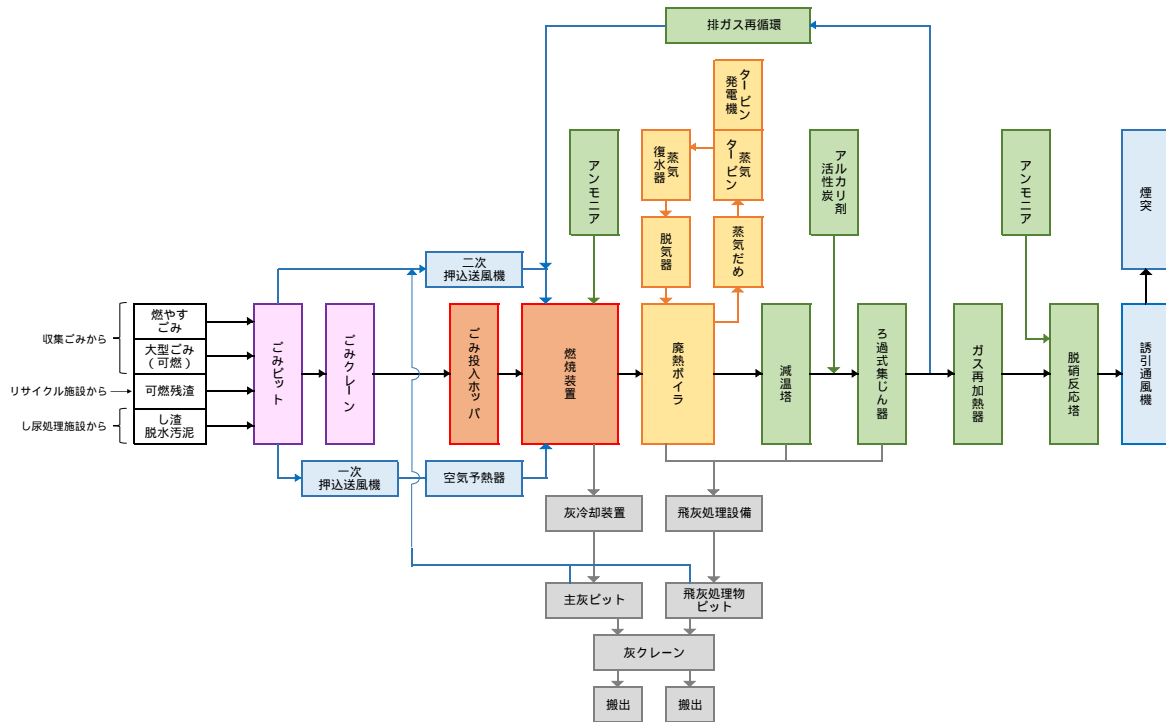 排ガス再循環
タービン
発電機
蒸気
タービン
蒸気
復水器
脱気器
蒸気だめ
アンモニア
アルカリ剤
活性炭
アンモニア
煙突
二次
押込送風機
収集ごみから
燃やす
ごみ
大型ごみ
（可燃）
リサイクル施設から
可燃残渣
し尿処理施設から
し渣
脱水汚泥
ごみピット
ごみクレーン
ごみ投入ホッパ
燃焼装置
廃熱ボイラ
減温塔
ろ過式集じん器
ガス再加熱器
脱硝反応塔
誘引通風機
一次
押込送風機
空気予熱器
灰冷却装置
飛灰処理設備
主灰ピット
飛灰処理物
ピット
灰クレーン
搬出
搬出